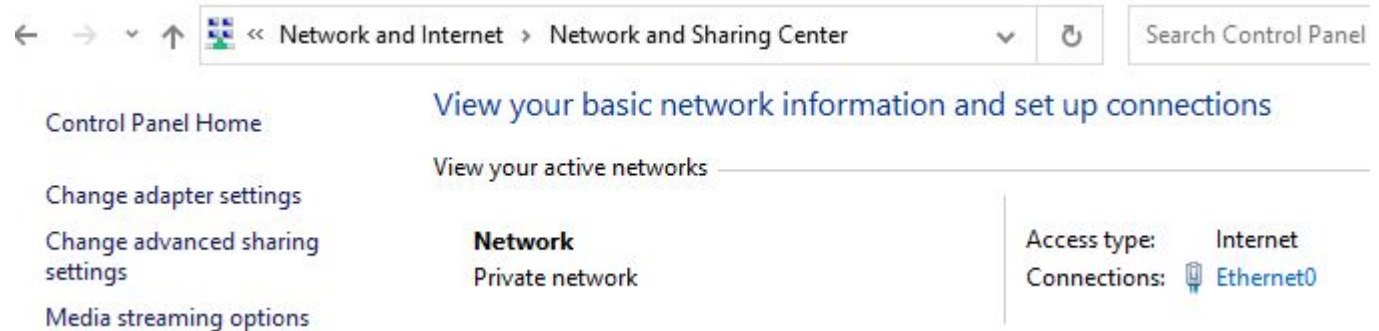 « Network and Internet › Network and Sharing Center
Search Control Panel
Control Panel Home
Change adapter settings
Change advanced sharing
settings
Media streaming options
View your basic network information and set up connections
View your active networks
Network
Private network
Access type: Internet
Connections: Ethernet0